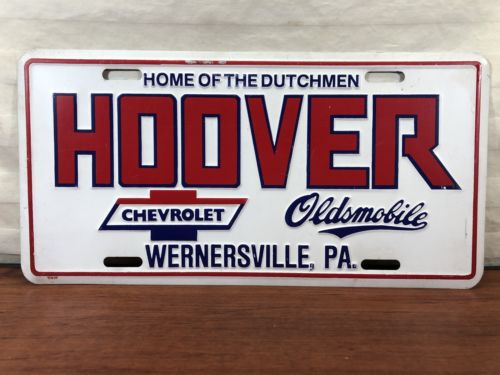 HOME OF THE DUTCHMEN
HOOVER
CHEVROLET Oldsmobile
WERNERSVILLE, PA.